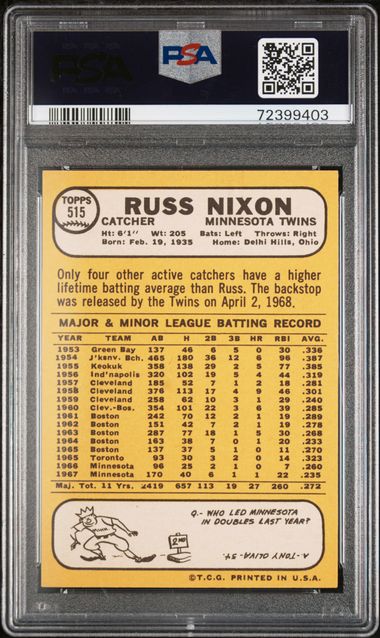 PSA
PSA
72399403
TOPPS
515
RUSS NIXON
CATCHER MINNESOTA TWINS
Ht: 6'1" Wt: 205 Bats: Left Throws: Right
Born: Feb. 19, 1935 Home: Delhi Hills, Ohio
Only four other active catchers have a higher
lifetime batting average than Russ. The backstop
was released by the Twins on April 2, 1968.
MAJOR & MINOR LEAGUE BATTING RECORD
YEAR TEAM AB H 2B 3B HR RBI AVG.
1953 Green Bay 137 46 6 5 0 30 .336
1954 J'ksnv. Bch. 465 180 36 12 6 96 .387
1955 Keokuk 358 138 29 2 5 77 .385
1956 Ind'napolis 320 102 19 5 4 44 .319
1957 Cleveland 185 52 7 1 2 18 .281
1958 Cleveland 376 113 17 4 9 46 .301
1959 Cleveland 258 62 10 3 1 29 .240
1960 Clev.-Bos. 354 101 22 3 6 39 .285
1961 Boston 242 70 12 2 1 19 .289
1962 Boston 151 42 7 2 1 19 .278
1963 Boston 287 77 18 1 5 30 .268
1964 Boston 163 38 7 0 1 20 .233
1965 Boston 137 37 5 1 0 11 .270
1965 Toronto 93 30 3 2 0 14 .323
1966 Minnesota 96 25 2 1 0 7 .260
1967 Minnesota 170 40 6 1 1 22 .235
Maj. Tot. 11 Yrs. 2419 657 113 19 27 260 .272
Q.- WHO LED MINNESOTA
IN DOUBLES LAST YEAR?
2ND
A.- TONY OLIVA - 34.
©T.C.G. PRINTED IN U.S.A.